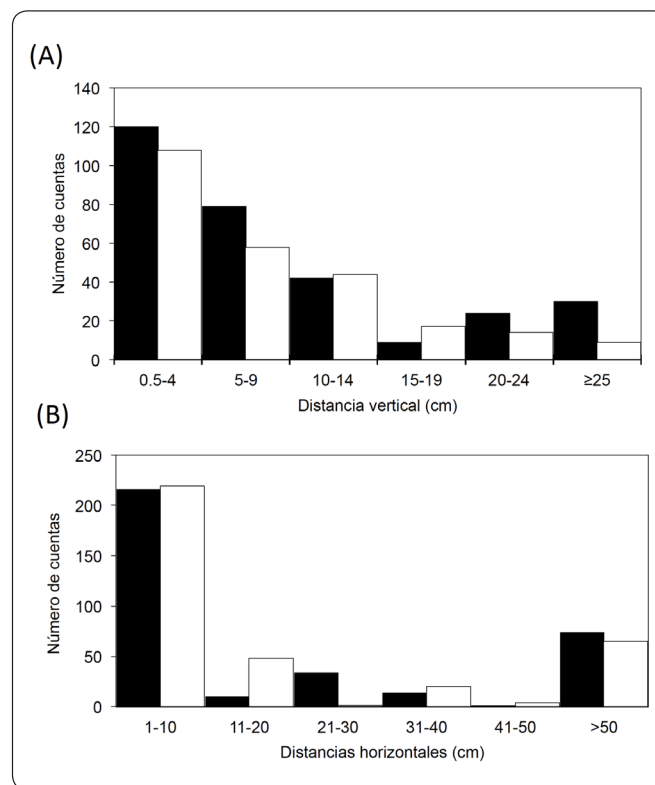 (A)
140
120
100
80
60
40
20
0
Número de cuentas
0.5-4 5-9 10-14 15-19 20-24 ≥25
Distancia vertical (cm)
(B)
250
200
150
100
50
0
Número de cuentas
1-10 11-20 21-30 31-40 41-50 >50
Distancias horizontales (cm)